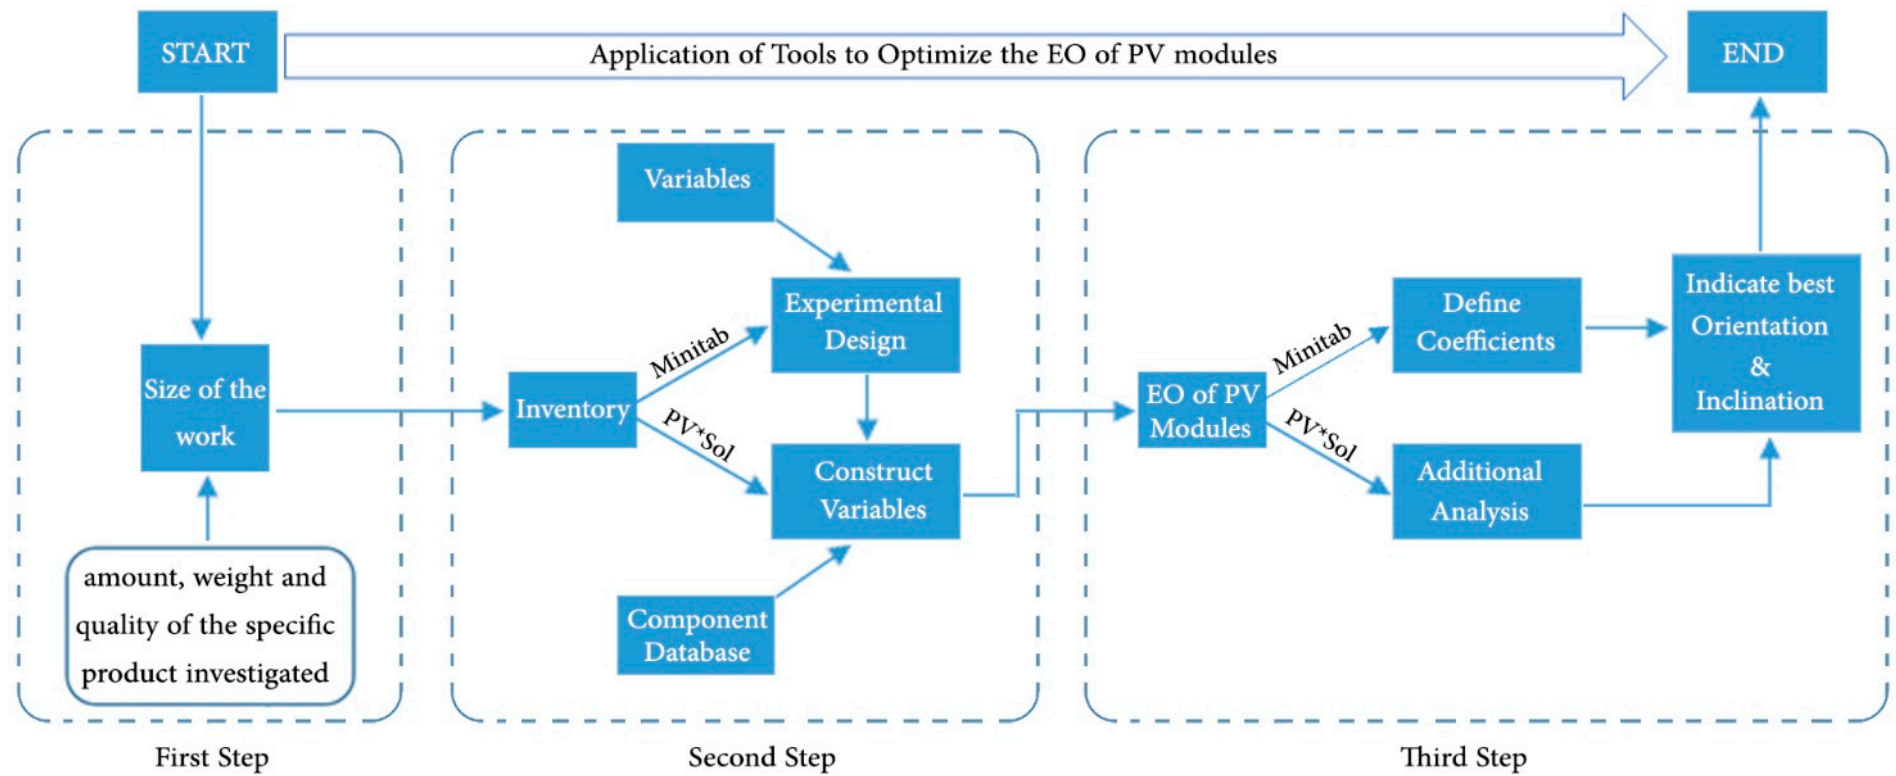 START
Application of Tools to Optimize the EO of PV modules
END
Size of the
work
amount, weight and
quality of the specific
product investigated
First Step
Variables
Experimental
Design
Minitab
Inventory
PV*Sol
Construct
Variables
Component
Database
Second Step
EO of PV
Modules
Minitab
PV*Sol
Define
Coefficients
Additional
Analysis
Indicate best
Orientation
&
Inclination
Third Step